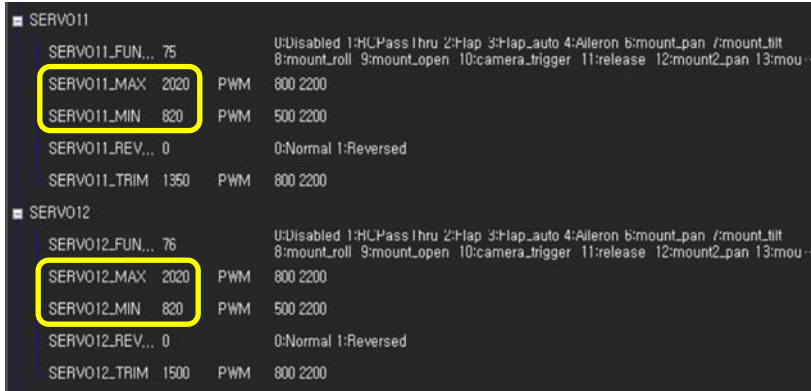 SERVO11
SERVO11_FUN... 75 0:Disabled 1:RCPassThru 2:Flap 3:Flap_auto 4:Aileron 6:mount_pan 7:mount_tilt
8:mount_roll 9:mount_open 10:camera_trigger 11:release 12:mount2_pan 13:mou...
SERVO11_MAX 2020 PWM 800 2200
SERVO11_MIN 820 PWM 500 2200
SERVO11_REV... 0 0:Normal 1:Reversed
SERVO11_TRIM 1350 PWM 800 2200
SERVO12
SERVO12_FUN... 76 0:Disabled 1:RCPassThru 2:Flap 3:Flap_auto 4:Aileron 6:mount_pan 7:mount_tilt
8:mount_roll 9:mount_open 10:camera_trigger 11:release 12:mount2_pan 13:mou...
SERVO12_MAX 2020 PWM 800 2200
SERVO12_MIN 820 PWM 500 2200
SERVO12_REV... 0 0:Normal 1:Reversed
SERVO12_TRIM 1500 PWM 800 2200